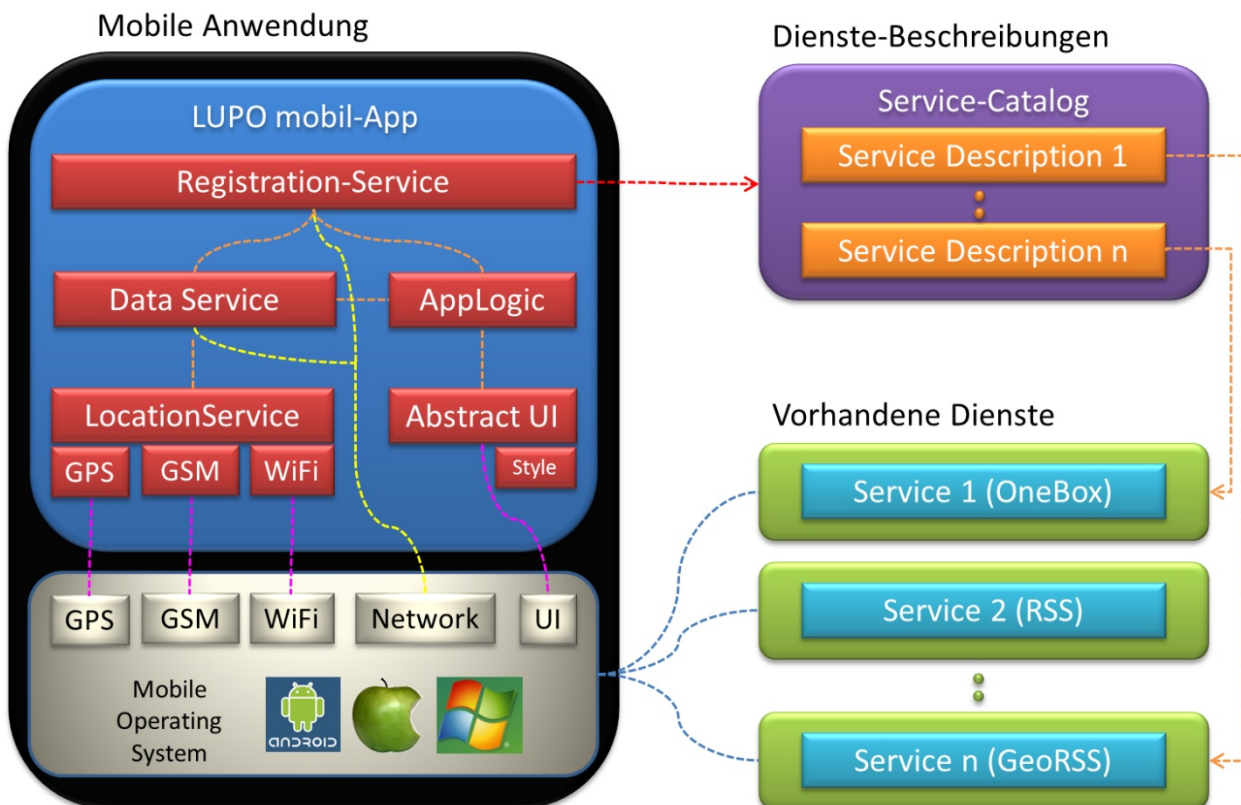 Mobile Anwendung
LUPO mobil-App
Registration-Service
Data Service
AppLogic
LocationService
GPS
GSM
WiFi
Abstract UI
Style
GPS
GSM
WiFi
Network
UI
Mobile
Operating
System
ANDROID
Dienste-Beschreibungen
Service-Catalog
Service Description 1
Service Description n
Vorhandene Dienste
Service 1 (OneBox)
Service 2 (RSS)
Service n (GeoRSS)